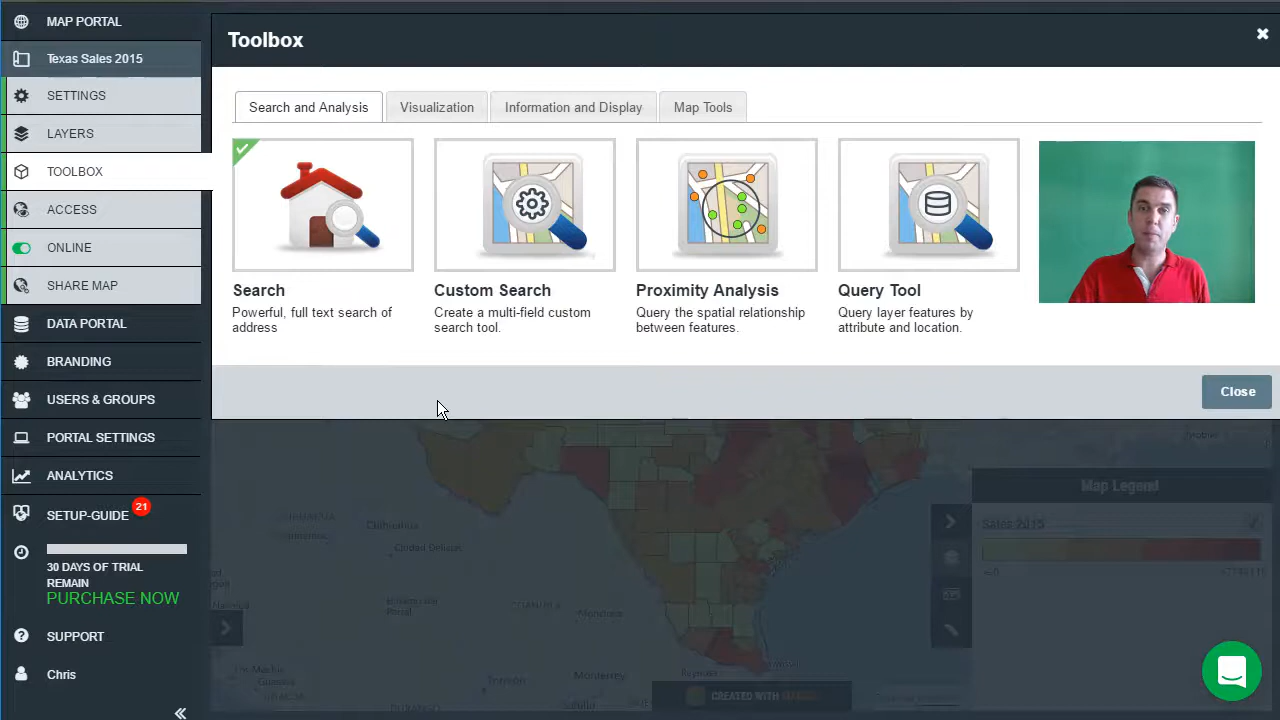 MAP PORTAL
Texas Sales 2015
SETTINGS
LAYERS
TOOLBOX
ACCESS
ONLINE
SHARE MAP
DATA PORTAL
BRANDING
USERS & GROUPS
PORTAL SETTINGS
ANALYTICS
SETUP-GUIDE
21
30 DAYS OF TRIAL
REMAIN
PURCHASE NOW
SUPPORT
Chris
Toolbox
Search and Analysis
Visualization
Information and Display
Map Tools
Search
Powerful, full text search of
address
Custom Search
Create a multi-field custom
search tool.
Proximity Analysis
Query the spatial relationship
between features.
Query Tool
Query layer features by
attribute and location.
Close
Map Legend
Sales 2015
Chihuahua
Ciudad Delicias
Monclova
Monterrey
Torreon
Reynosa
DURANGO
CREATED WITH